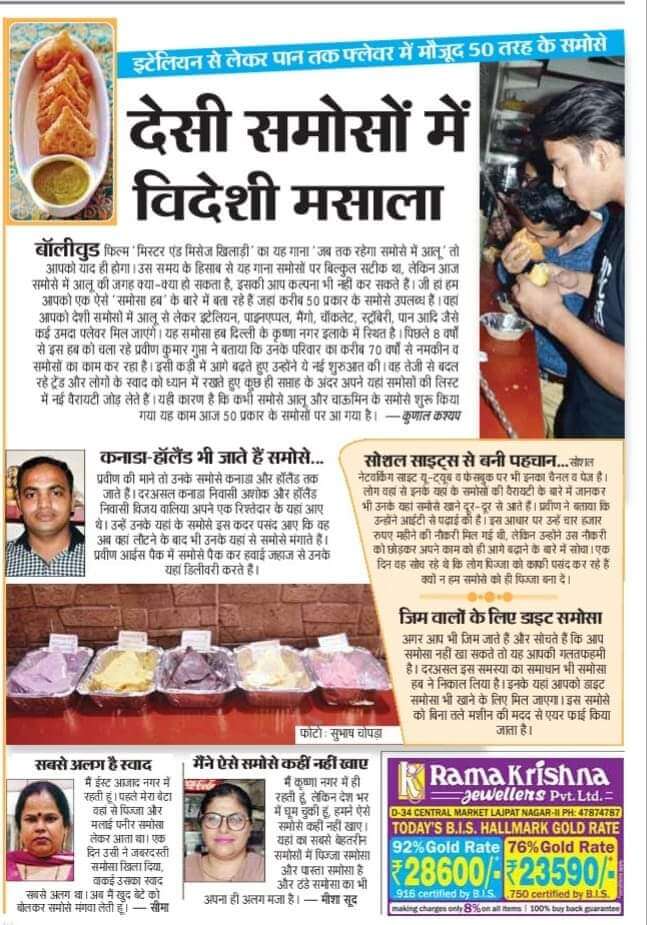 इटेलियन से लेकर पान तक फ्लेवर में मौजूद 50 तरह के समोसे
देसी समोसों में
विदेशी मसाला
बॉलीवुड फिल्म 'मिस्टर एंड मिसेज खिलाड़ी' का यह गाना 'जब तक रहेगा समोसे में आलू' तो
आपको याद ही होगा। उस समय के हिसाब से यह गाना समोसों पर बिल्कुल सटीक था, लेकिन आज
समोसे में आलू की जगह क्या-क्या हो सकता है, इसकी आप कल्पना भी नहीं कर सकते हैं। जी हां हम
आपको एक ऐसे 'समोसा हब' के बारे में बता रहे हैं जहां करीब 50 प्रकार के समोसे उपलब्ध हैं। वहां
आपको देशी समोसों में आलू से लेकर इटेलियन, पाइनएप्पल, मैंगो, चॉकलेट, स्ट्रॉबेरी, पान आदि जैसे
कई उमदा फ्लेवर मिल जाएंगे। यह समोसा हब दिल्ली के कृष्णा नगर इलाके में स्थित है। पिछले 8 वर्षों
से इस हब को चला रहे प्रवीण कुमार गुप्ता ने बताया कि उनके परिवार का करीब 70 वर्षों से नमकीन व
समोसों का काम कर रहा है। इसी कड़ी में आगे बढ़ते हुए उन्होंने ये नई शुरुआत की। वह तेजी से बदल
रहे ट्रेंड और लोगों के स्वाद को ध्यान में रखते हुए कुछ ही सप्ताह के अंदर अपने यहां समोसों की लिस्ट
में नई वैरायटी जोड़ लेते हैं। यही कारण है कि कभी समोसे आलू और चाऊमिन के समोसे शुरू किया
गया यह काम आज 50 प्रकार के समोसों पर आ गया है। —कुणाल कश्यप
कनाडा-हॉलैंड भी जाते हैं समोसे...
प्रवीण की माने तो उनके समोसे कनाडा और हॉलैंड तक
जाते है। दरअसल कनाडा निवासी अशोक और हॉलैंड
निवासी विजय वालिया अपने एक रिश्तेदार के यहां आए
थे। उन्हें उनके यहां के समोसे इस कदर पसंद आए कि वह
अब वहां लौटने के बाद भी उनके यहां से समोसे मंगाते हैं।
प्रवीण आईस पैक में समोसे पैक कर हवाई जहाज से उनके
यहां डिलीवरी करते हैं।
सोशल साइट्स से बनी पहचान...सोशल
नेटवर्किंग साइट यू-ट्यूब व फेसबुक पर भी इनका चैनल व पेज है।
लोग वहां से इनके यहां के समोसों की वैरायटी के बारे में जानकर
भी उनके यहां समोसे खाने दूर-दूर से आते हैं। प्रवीण ने बताया कि
उन्होंने आईटी से पढ़ाई की है। इस आधार पर उन्हें चार हजार
रुपए महीने की नौकरी मिल गई थी, लेकिन उन्होंने उस नौकरी
को छोड़कर अपने काम को ही आगे बढ़ाने के बारे में सोचा। एक
दिन वह सोच रहे थे कि लोग पिज्जा को काफी पसंद कर रहे हैं
क्यों न हम समोसे को ही पिज्जा बना दें।
जिम वालों के लिए डाइट समोसा
अगर आप भी जिम जाते हैं और सोचते हैं कि आप
समोसा नहीं खा सकते तो यह आपकी गलतफहमी
है। दरअसल इस समस्या का समाधान भी समोसा
हब ने निकाल लिया है। इनके यहां आपको डाइट
समोसा भी खाने के लिए मिल जाएगा। इस समोसे
को बिना तले मशीन की मदद से एयर फ्राई किया
जाता है।
फोटो: सुभाष चोपड़ा
सबसे अलग है स्वाद
मैं ईस्ट आजाद नगर में
रहती हूं। पहले मेरा बेटा
वहां से पिज्जा और
मलाई पनीर समोसा
लेकर आता था। एक
दिन उसी ने जबरदस्ती
समोसा खिला दिया,
वाकई उसका स्वाद
सबसे अलग था। अब मैं खुद बेटे को
बोलकर समोसे मंगवा लेती हूं। — सीमा
मैंने ऐसे समोसे कहीं नहीं खाए
मैं कृष्णा नगर में ही
रहती हूं, लेकिन देश भर
में घूम चुकी हूं, हमने ऐसे
समोसे कहीं नहीं खाए।
यहां का सबसे बेहतरीन
समोसों में पिज्जा समोसा
और पास्ता समोसा है
और ठंडे समोसा का भी
अपना ही अलग मजा है। — मीशा सूद
RamaKrishna
Jewellers Pvt. Ltd.
D-34 CENTRAL MARKET LAJPAT NAGAR-II PH: 47874787
TODAY'S B.I.S. HALLMARK GOLD RATE
92% Gold Rate 76% Gold Rate
₹28600/- ₹23590/-
.916 certified by B.I.S. .750 certified by B.I.S.
making charges only 8% on all items | 100% buy back guarantee